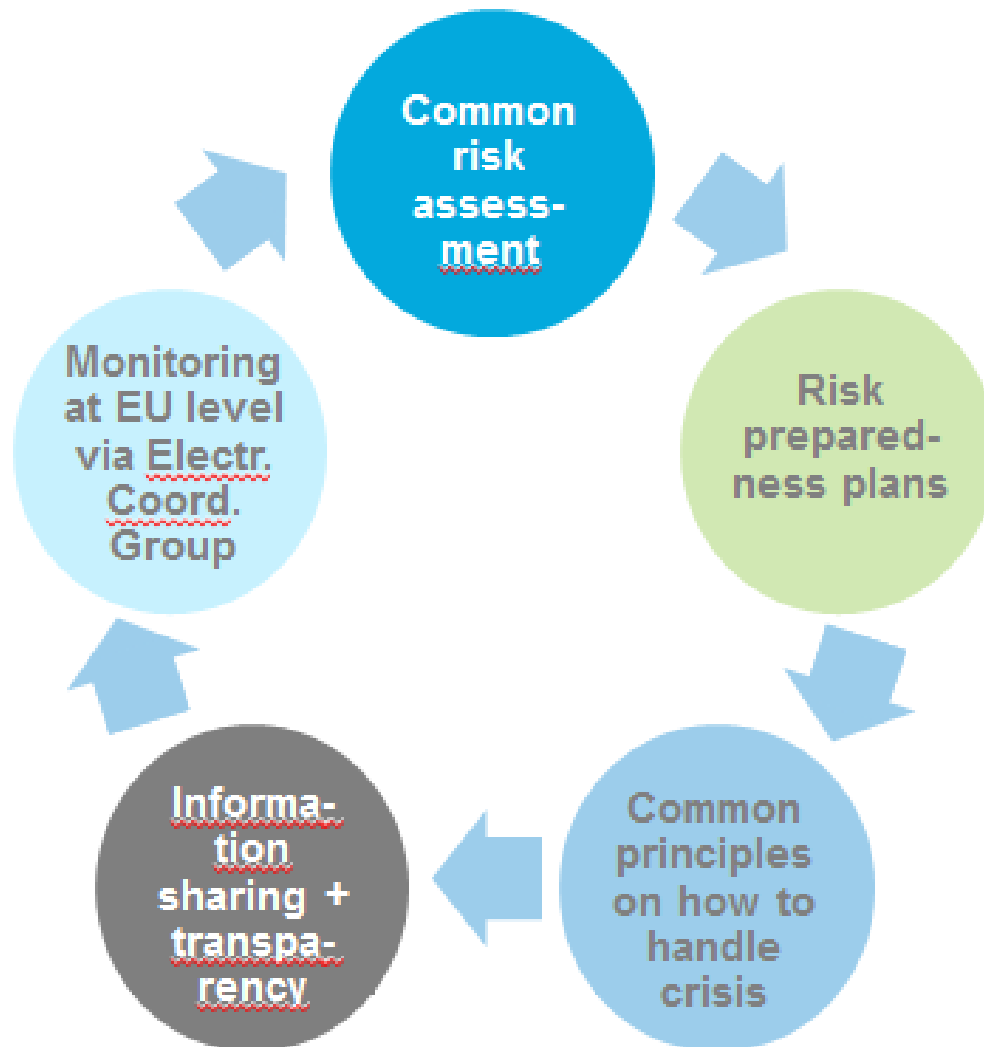 Common
risk
assess-
ment
Risk
prepared-
ness plans
Common
principles
on how to
handle
crisis
Informa-
tion
sharing +
transpa-
rency
Monitoring
at EU level
via Electr.
Coord.
Group